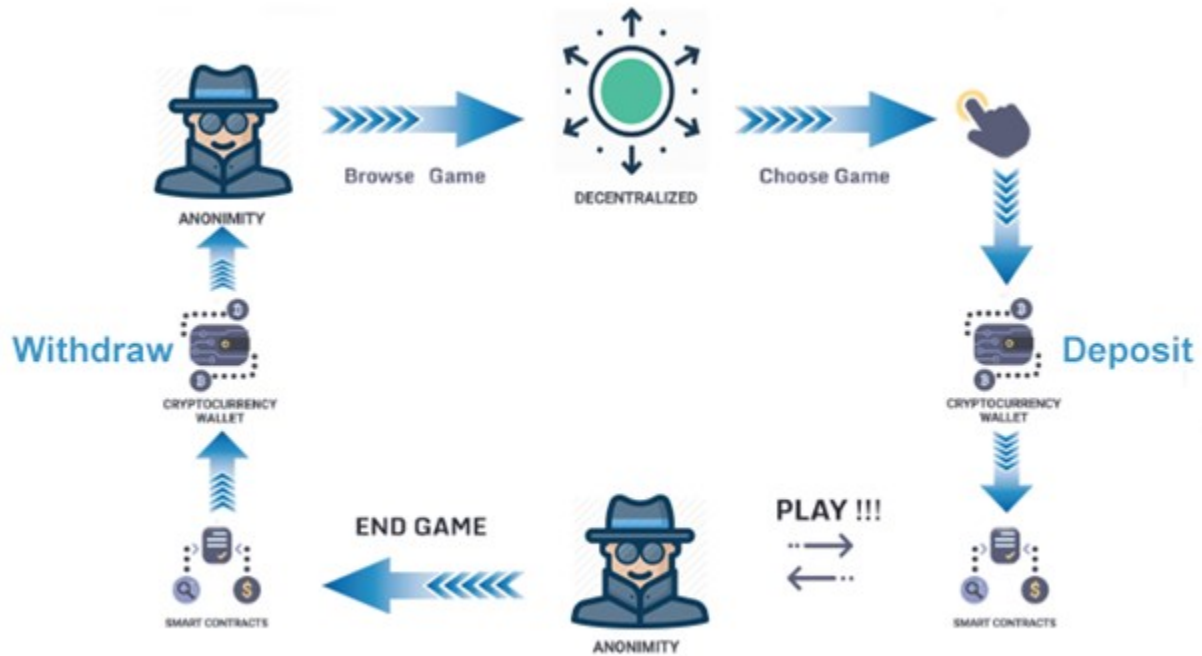 Browse Game
Choose Game
ANONIMITY
DECENTRALIZED
Withdraw
CRYPTOCURRENCY
WALLET
Deposit
CRYPTOCURRENCY
WALLET
END GAME
PLAY !!!
SMART CONTRACTS
ANONIMITY
SMART CONTRACTS